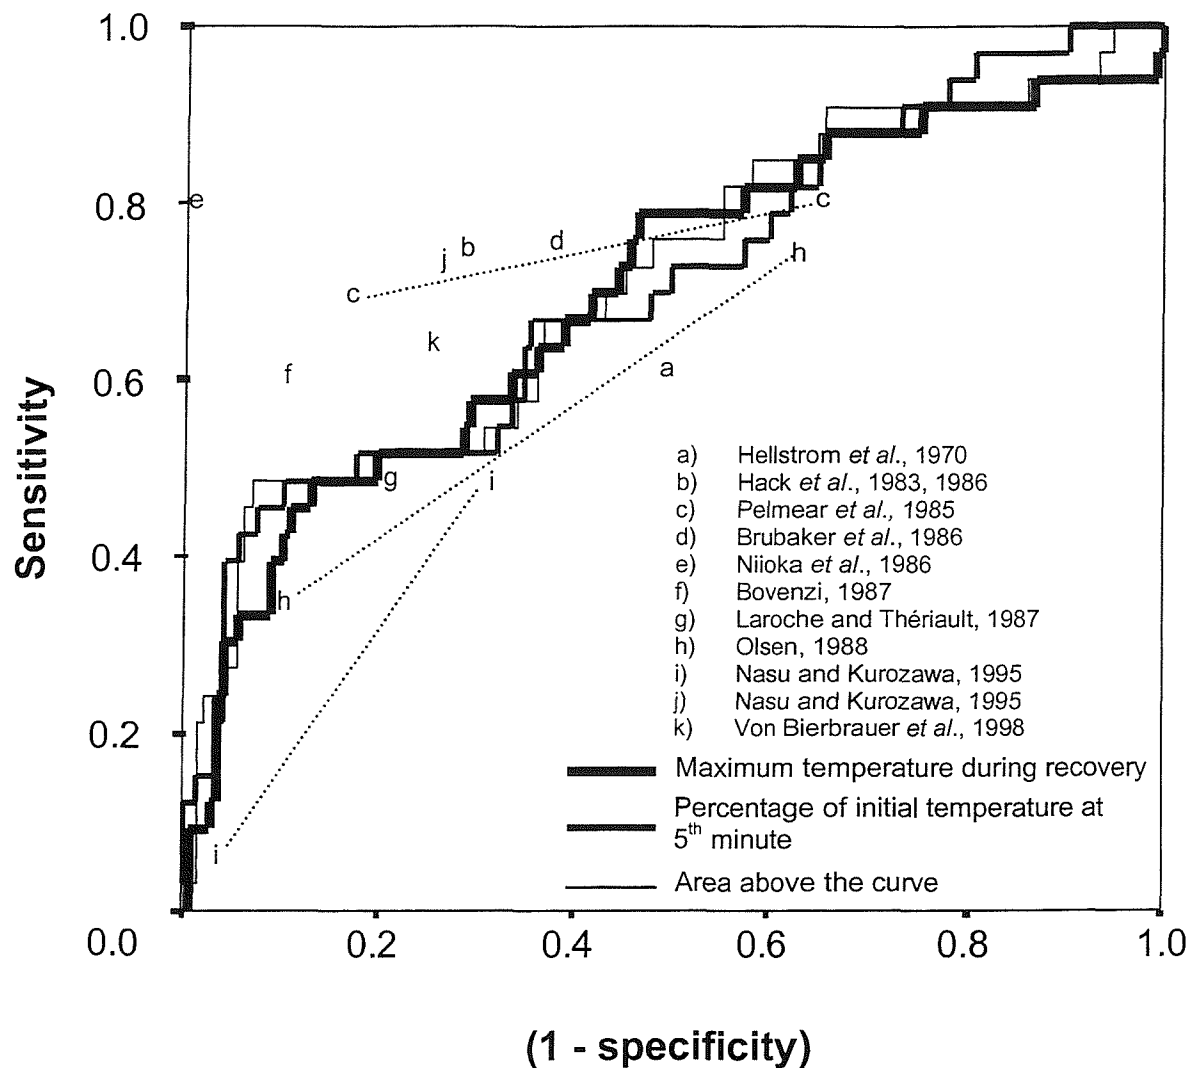 1.0
e
0.8
c
j
b
d
h
c
k
0.6
f
a
g
i
a) Hellstrom et al., 1970
b) Hack et al., 1983, 1986
c) Pelmear et al., 1985
d) Brubaker et al., 1986
e) Niioka et al., 1986
f) Bovenzi, 1987
g) Laroche and Thériault, 1987
h) Olsen, 1988
i) Nasu and Kurozawa, 1995
j) Nasu and Kurozawa, 1995
k) Von Bierbrauer et al., 1998
Sensitivity
0.4
h
0.2
Maximum temperature during recovery
Percentage of initial temperature at
5th minute
Area above the curve
i
0.0
0.2
0.4
0.6
0.8
1.0
(1 - specificity)